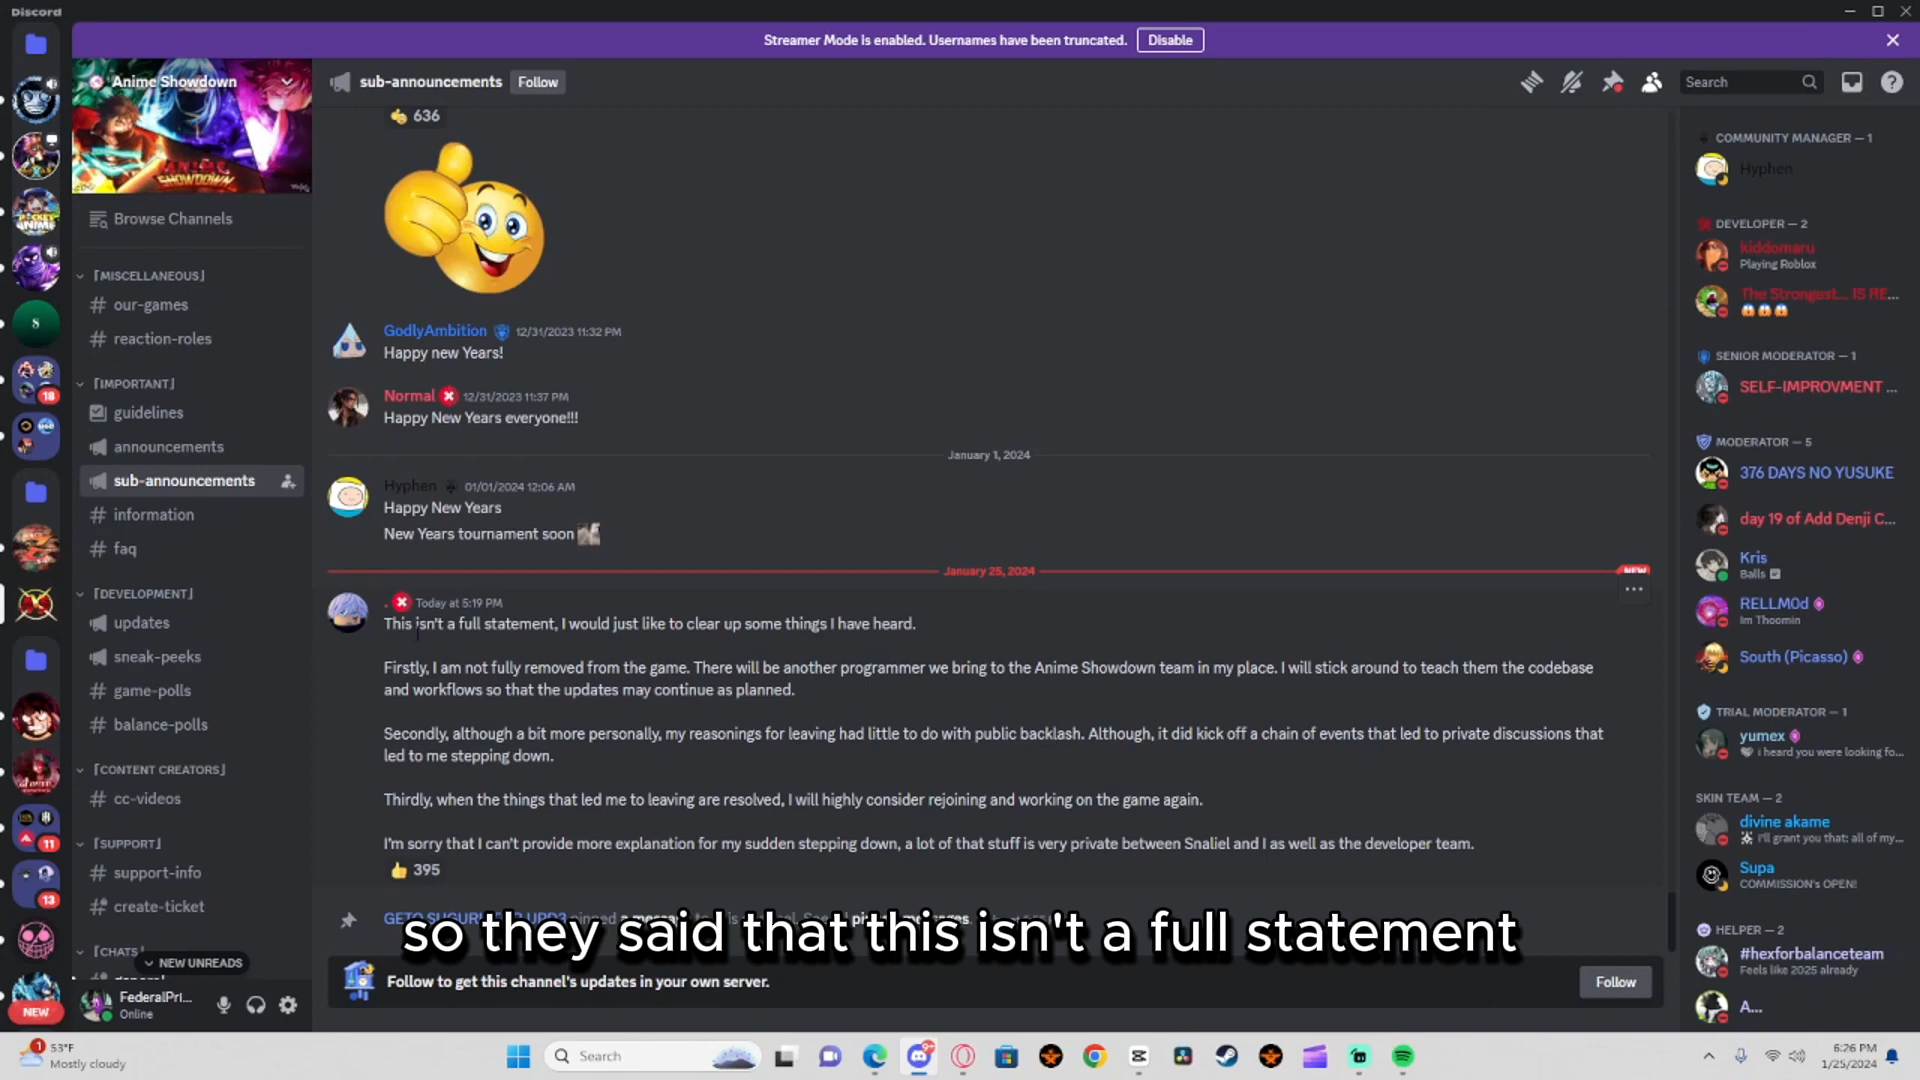 Discord
Streamer Mode is enabled. Usernames have been truncated.
Disable
Anime Showdown
ANIME
SHOWDOWN
Browse Channels
「MISCELLANEOUS」
our-games
reaction-roles
「IMPORTANT」
guidelines
announcements
sub-announcements
information
faq
「DEVELOPMENT」
updates
sneak-peeks
game-polls
balance-polls
「CONTENT CREATORS」
cc-videos
「SUPPORT」
support-info
create-ticket
「CHATS」
NEW UNREADS
FederalPri...
Online
S
18
11
13
NEW
sub-announcements
Follow
Search
636
GodlyAmbition 12/31/2023 11:32 PM
Happy new Years!
Normal 12/31/2023 11:37 PM
Happy New Years everyone!!!
January 1, 2024
Hyphen 01/01/2024 12:06 AM
Happy New Years
New Years tournament soon
January 25, 2024
NEW
. Today at 5:19 PM
This isn't a full statement, I would just like to clear up some things I have heard.
Firstly, I am not fully removed from the game. There will be another programmer we bring to the Anime Showdown team in my place. I will stick around to teach them the codebase
and workflows so that the updates may continue as planned.
Secondly, although a bit more personally, my reasonings for leaving had little to do with public backlash. Although, it did kick off a chain of events that led to private discussions that
led to me stepping down.
Thirdly, when the things that led me to leaving are resolved, I will highly consider rejoining and working on the game again.
I'm sorry that I can't provide more explanation for my sudden stepping down, a lot of that stuff is very private between Snaliel and I as well as the developer team.
395
so they said that this isn't a full statement
Follow to get this channel's updates in your own server.
Follow
COMMUNITY MANAGER — 1
Hyphen
DEVELOPER — 2
kiddomaru
Playing Roblox
The Strongest... IS RE...
SENIOR MODERATOR — 1
SELF-IMPROVMENT ...
MODERATOR — 5
376 DAYS NO YUSUKE
day 19 of Add Denji C...
Kris
Balls
RELLM0d
Im Thoomin
South (Picasso)
TRIAL MODERATOR — 1
yumex
i heard you were looking fo...
SKIN TEAM — 2
divine akame
I'll grant you that: all of my...
Supa
COMMISSION's OPEN!
HELPER — 2
#hexforbalanceteam
Feels like 2025 already
A...
1
53°F
Mostly cloudy
Search
9+
6:26 PM
1/25/2024